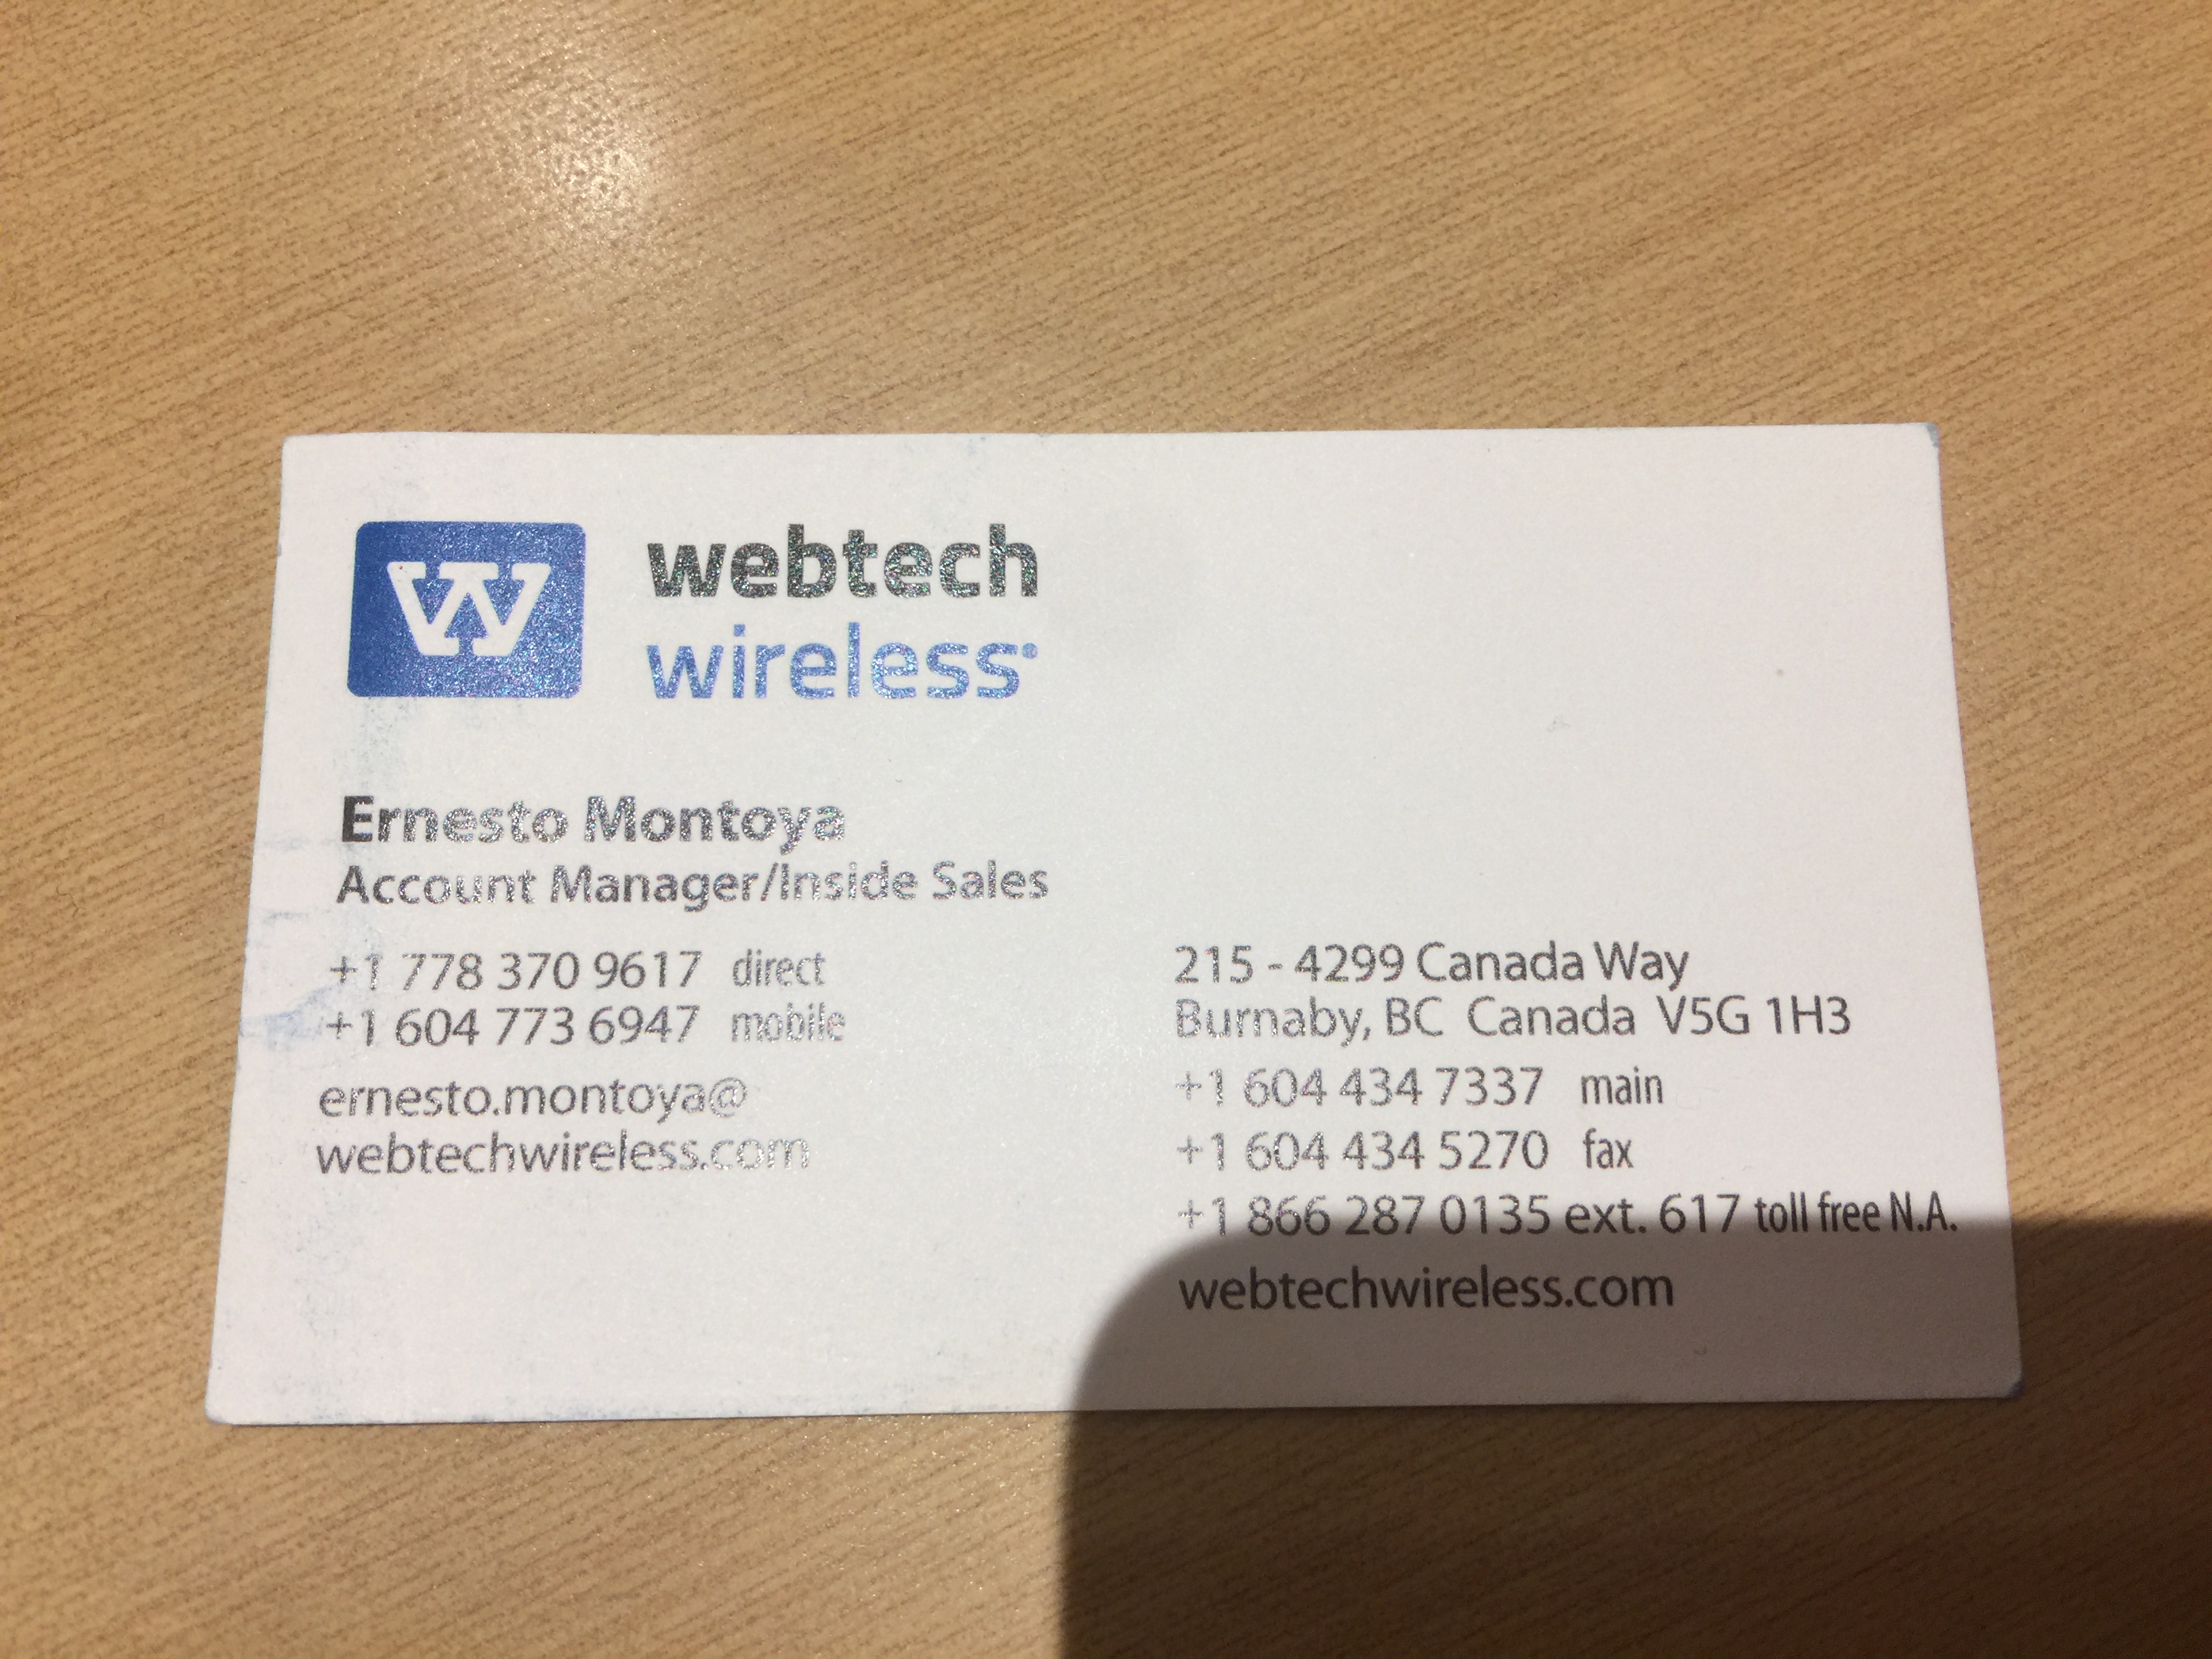 webtech
wireless
Ernesto Montoya
Account Manager/Inside Sales
+1 778 370 9617 direct
+1 604 773 6947 mobile
ernesto.montoya@
webtechwireless.com
215 - 4299 Canada Way
Burnaby, BC Canada V5G 1H3
+1 604 434 7337 main
+1 604 434 5270 fax
+1 866 287 0135 ext. 617 toll free N.A.
webtechwireless.com